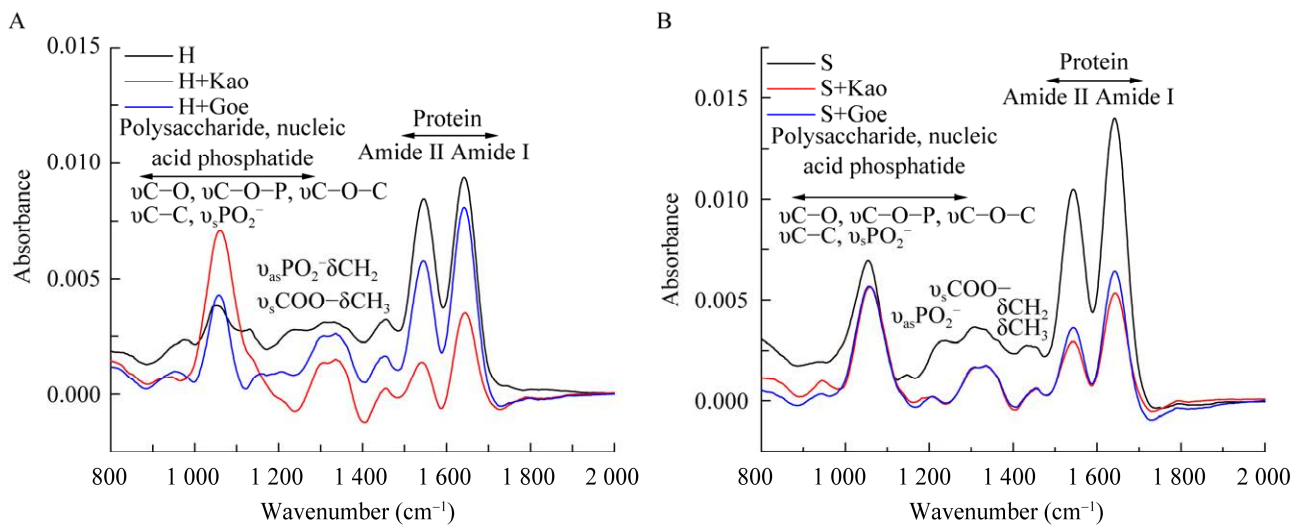 A
0.015
H
H+Kao
H+Goe
Polysaccharide, nucleic
acid phosphatide
Protein
Amide II Amide I
υC−O, υC−O−P, υC−O−C
υC−C, υsPO2−
υasPO2−δCH2
υsCOO−δCH3
0.010
0.005
0.000
Absorbance
800
1 000
1 200
1 400
1 600
1 800
2 000
Wavenumber (cm−1)
B
0.015
S
S+Kao
S+Goe
Polysaccharide, nucleic
acid phosphatide
Protein
Amide II Amide I
υC−O, υC−O−P, υC−O−C
υC−C, υsPO2−
υsCOO−
υasPO2−
δCH2
δCH3
0.010
0.005
0.000
Absorbance
800
1 000
1 200
1 400
1 600
1 800
2 000
Wavenumber (cm−1)